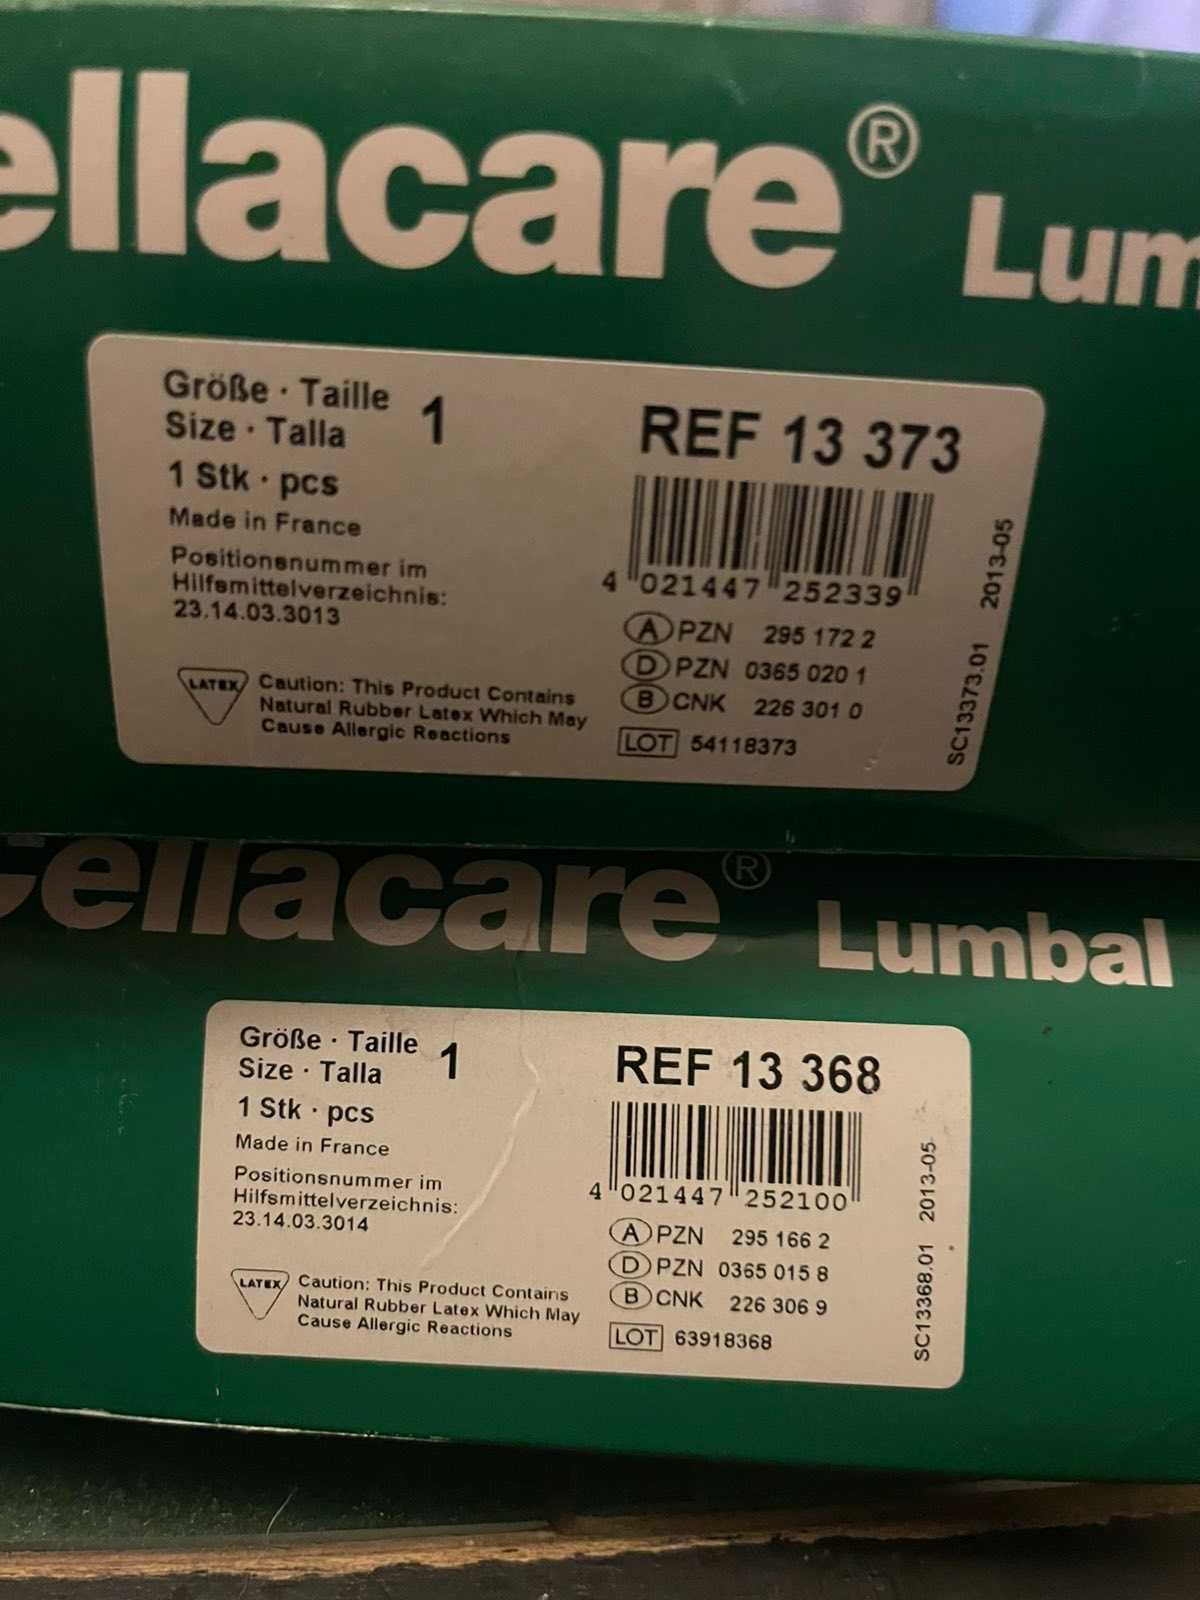 ellacare® Lum
Größe · Taille
Size · Talla
1
1 Stk · pcs
Made in France
Positionsnummer im
Hilfsmittelverzeichnis:
23.14.03.3013
LATEX
Caution: This Product Contains
Natural Rubber Latex Which May
Cause Allergic Reactions
REF 13 373
4 021447 252339
A PZN 295 172 2
D PZN 0365 020 1
B CNK 226 301 0
LOT 54118373
SC13373.01 2013-05
Cellacare® Lumbal
Größe · Taille
Size · Talla
1
1 Stk · pcs
Made in France
Positionsnummer im
Hilfsmittelverzeichnis:
23.14.03.3014
LATEX
Caution: This Product Contains
Natural Rubber Latex Which May
Cause Allergic Reactions
REF 13 368
4 021447 252100
A PZN 295 166 2
D PZN 0365 015 8
B CNK 226 306 9
LOT 63918368
SC13368.01 2013-05